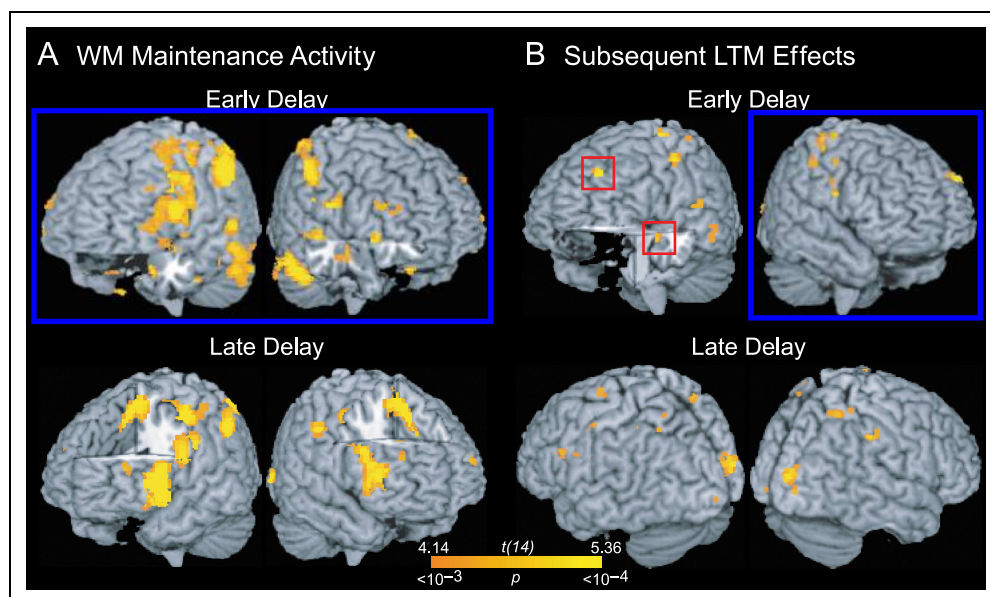 A WM Maintenance Activity
Early Delay
Late Delay
B Subsequent LTM Effects
Early Delay
Late Delay
4.14 t(14) 5.36
<10⁻³ p <10⁻⁴